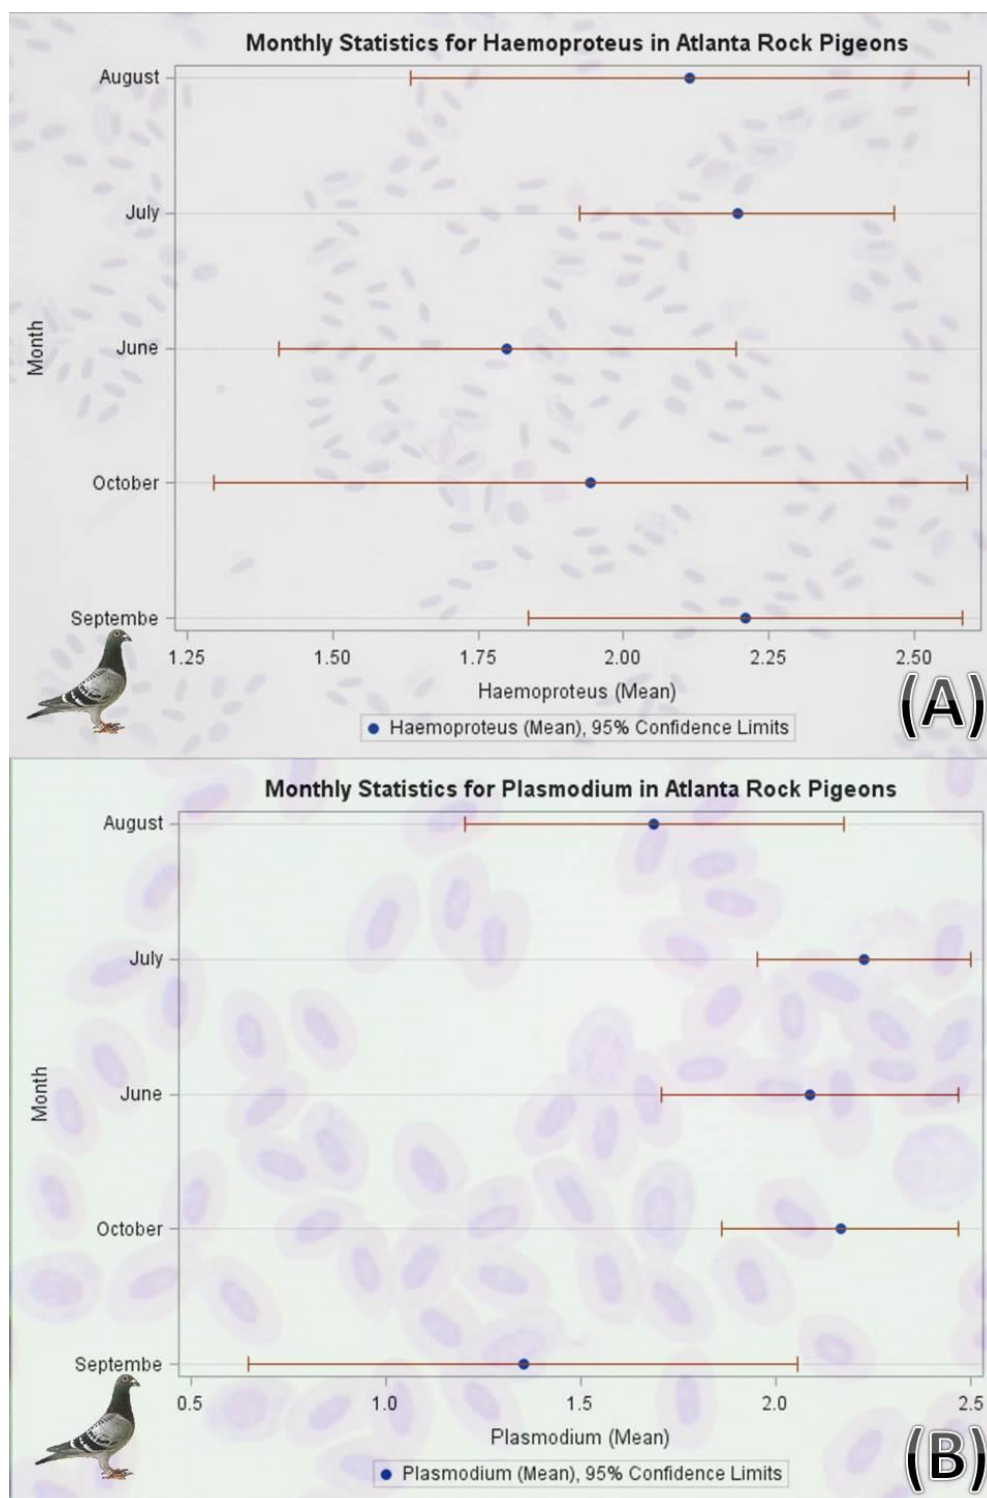 Monthly Statistics for Haemoproteus in Atlanta Rock Pigeons
August
July
June
October
Septembe
Month
1.25 1.50 1.75 2.00 2.25 2.50
Haemoproteus (Mean)
Haemoproteus (Mean), 95% Confidence Limits
(A)
Monthly Statistics for Plasmodium in Atlanta Rock Pigeons
August
July
June
October
Septembe
Month
0.5 1.0 1.5 2.0 2.5
Plasmodium (Mean)
Plasmodium (Mean), 95% Confidence Limits
(B)